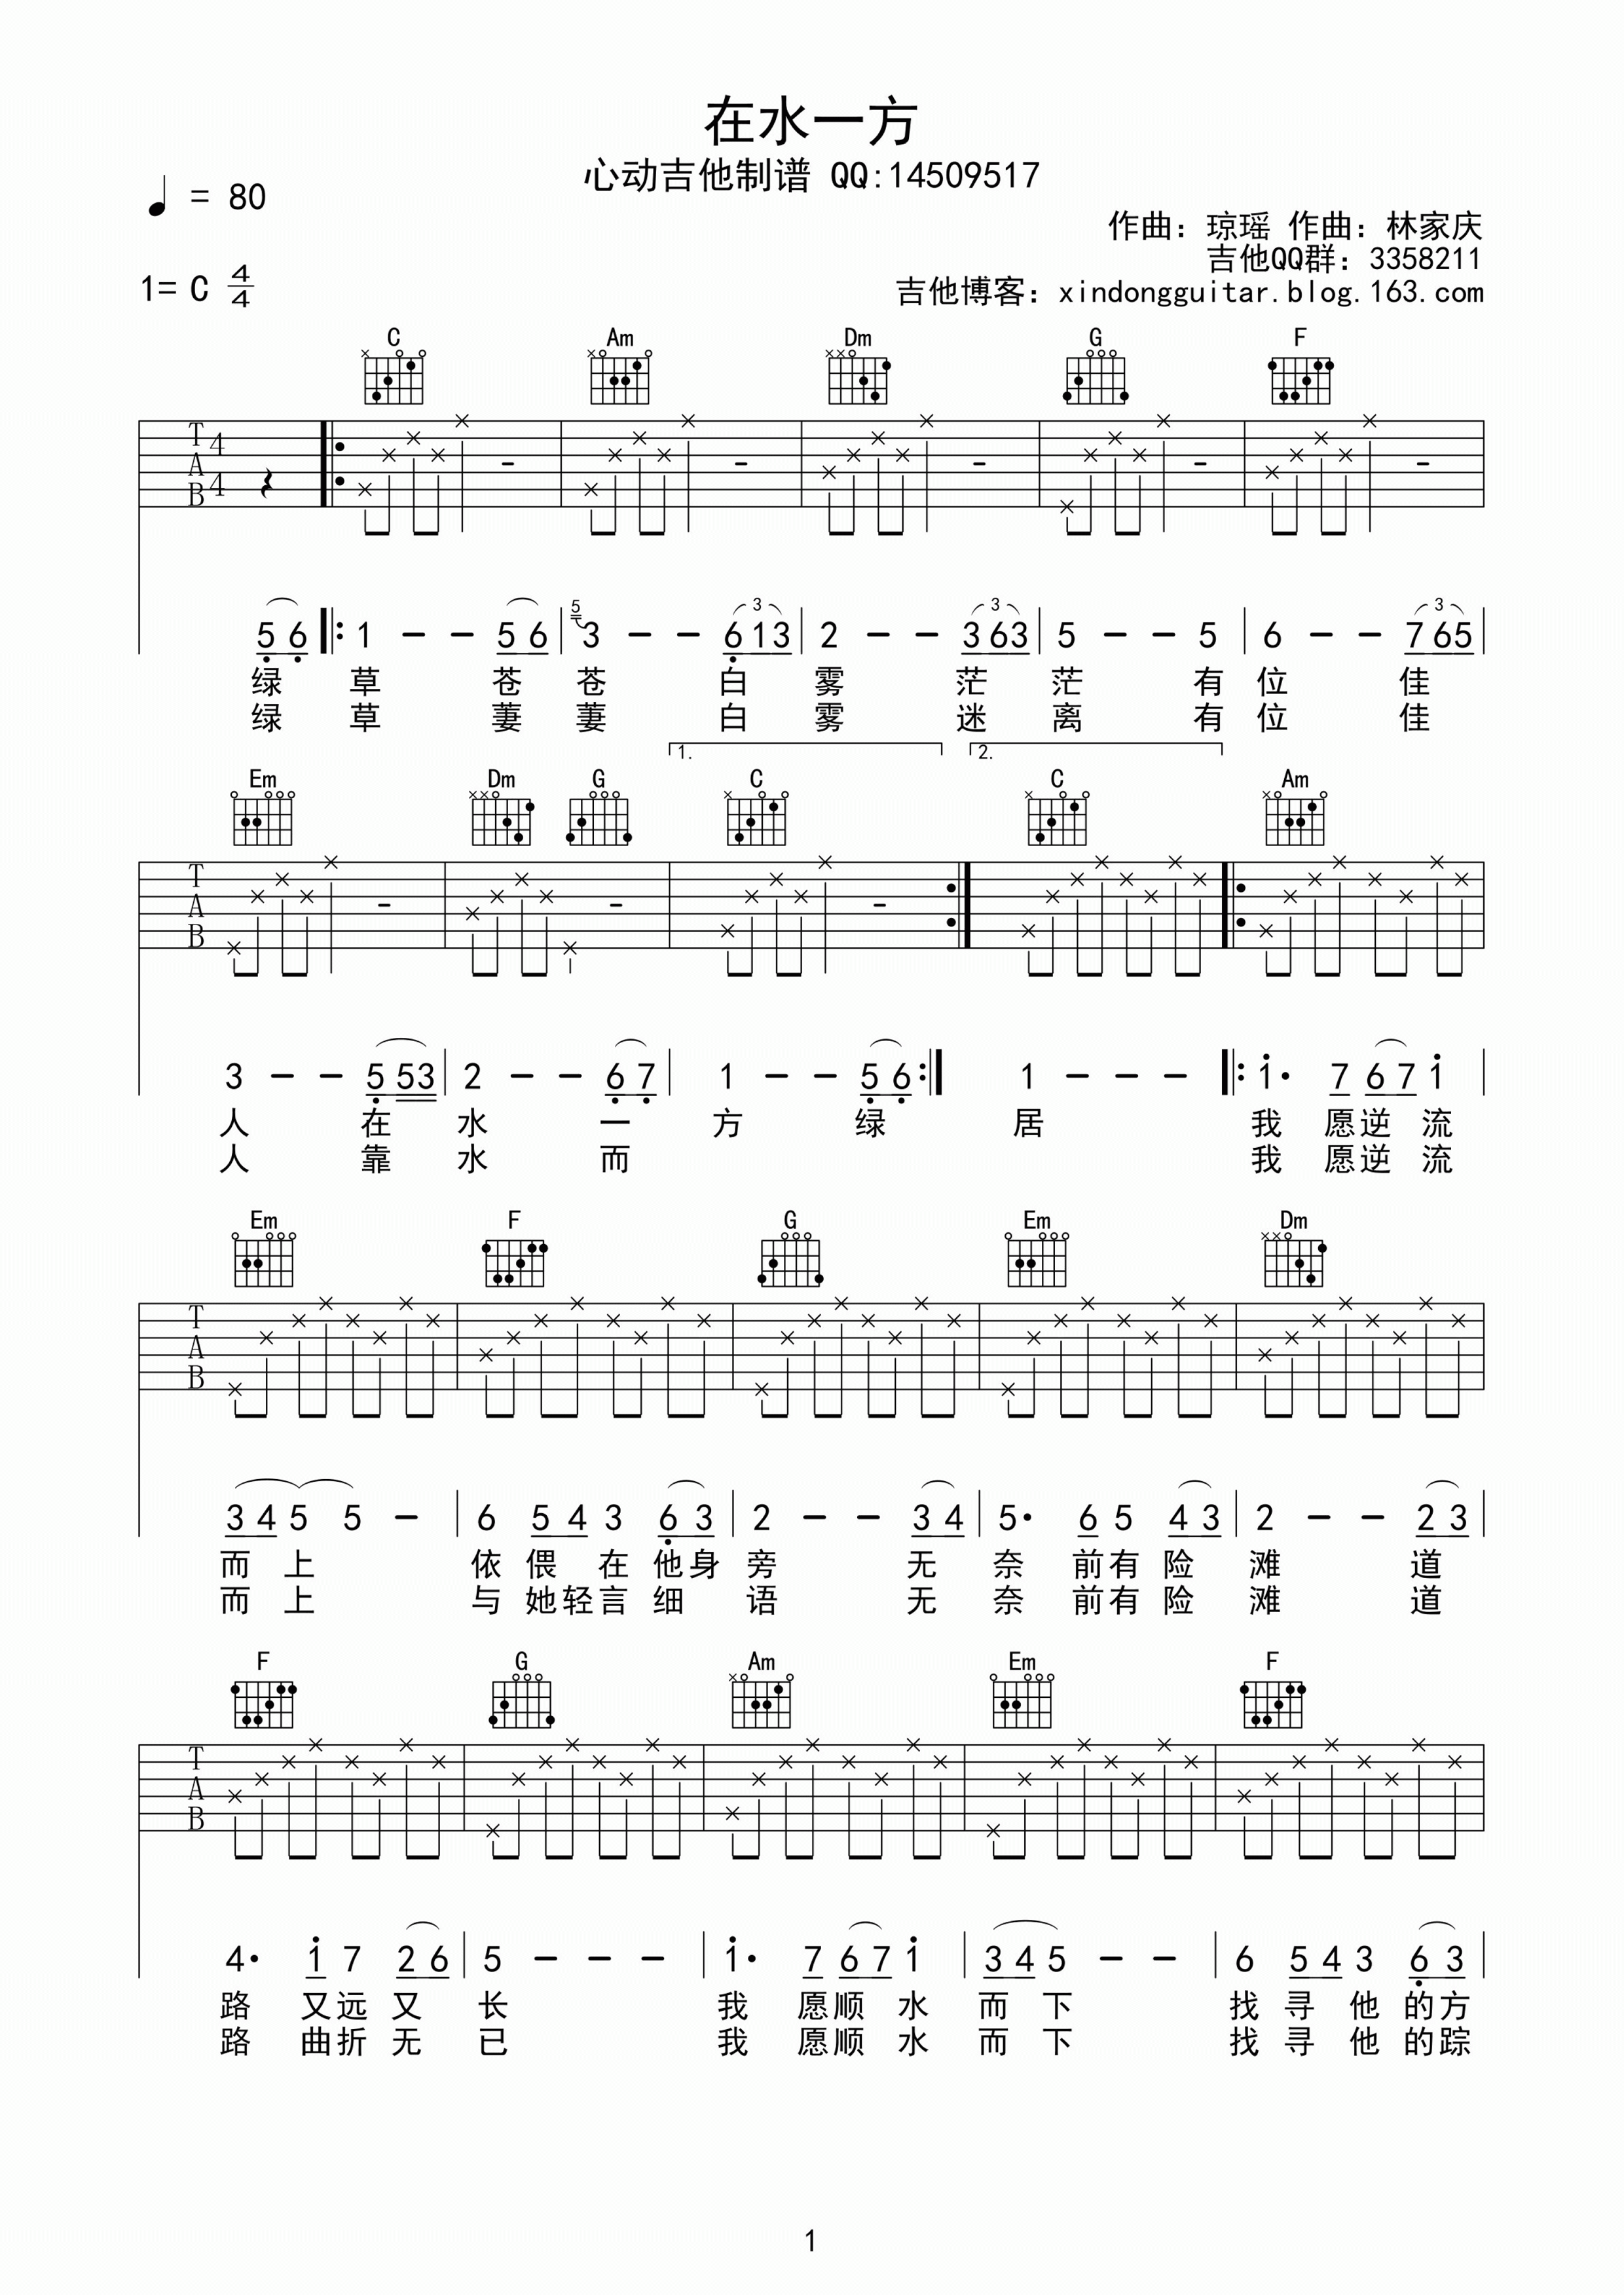 在水一方
心动吉他制谱 QQ:14509517
♩ = 80
作曲：琼瑶 作曲：林家庆
吉他QQ群：3358211
1= C 4/4
吉他博客：xindongguitar.blog.163.com
C Am Dm G F
T A B 4 4
5 6 |: 1 - - 5 6 | 5 3 - - 6 1 3 | 2 - - 3 6 3 | 5 - - 5 | 6 - - 7 6 5 |
3 3 3
绿 草 苍 苍 白 雾 茫 茫 有 位 佳
绿 草 萋 萋 白 雾 迷 离 有 位 佳
1. 2.
Em Dm G C C Am
T A B
3 - - 5 5 3 | 2 - - 6 7 | 1 - - 5 6 :| 1 - - - |: 1· 7 6 7 1 |
人 在 水 一 方 绿 居 我 愿逆 流
人 靠 水 而 我 愿逆 流
Em F G Em Dm
T A B
3 4 5 5 - | 6 5 4 3 6 3 | 2 - - 3 4 | 5· 6 5 4 3 | 2 - - 2 3 |
而 上 依 偎 在 他身 旁 无 奈 前有 险 滩 道
而 上 与 她轻言 细 语 无 奈 前有 险 滩 道
F G Am Em F
T A B
4· 1 7 2 6 | 5 - - - | 1· 7 6 7 1 | 3 4 5 - - | 6 5 4 3 6 3 |
路 又远 又 长 我 愿顺 水 而 下 找 寻 他 的方
路 曲折 无 已 我 愿顺 水 而 下 找 寻 他 的踪
1